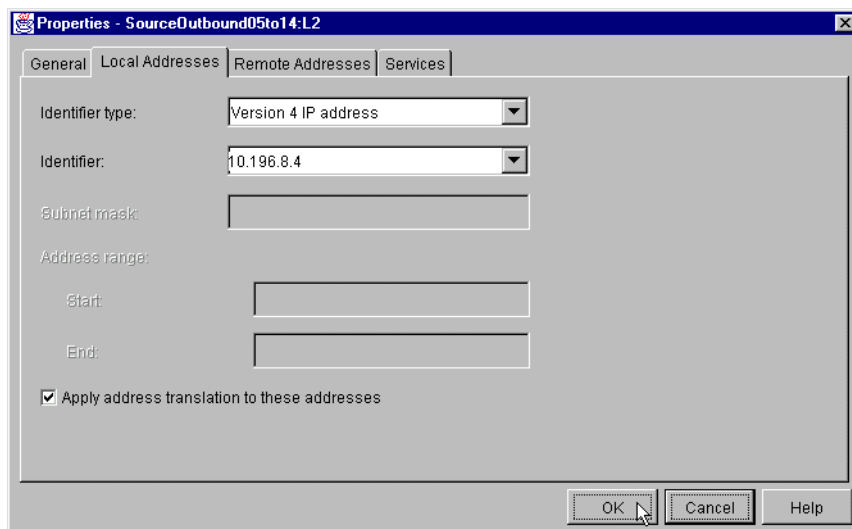 Properties - SourceOutbound05to14:L2
General Local Addresses Remote Addresses Services
Identifier type: Version 4 IP address
Identifier: 10.196.8.4
Subnet mask:
Address range:
Start:
End:
Apply address translation to these addresses
OK Cancel Help